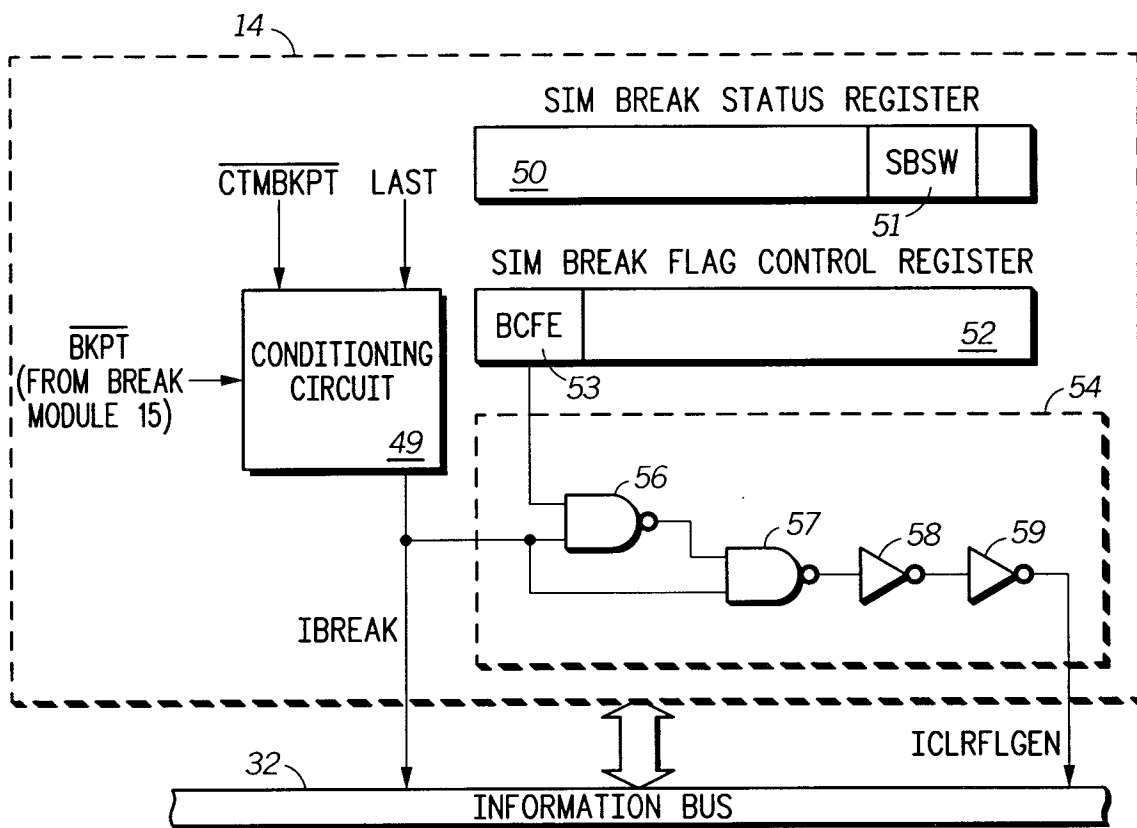 14
SIM BREAK STATUS REGISTER
50
SBSW
51
CTMBKPT LAST
SIM BREAK FLAG CONTROL REGISTER
BCFE
52
53
BKPT
(FROM BREAK
MODULE 15)
CONDITIONING
CIRCUIT
49
54
56
57
58
59
IBREAK
ICLRFLGEN
32
INFORMATION BUS